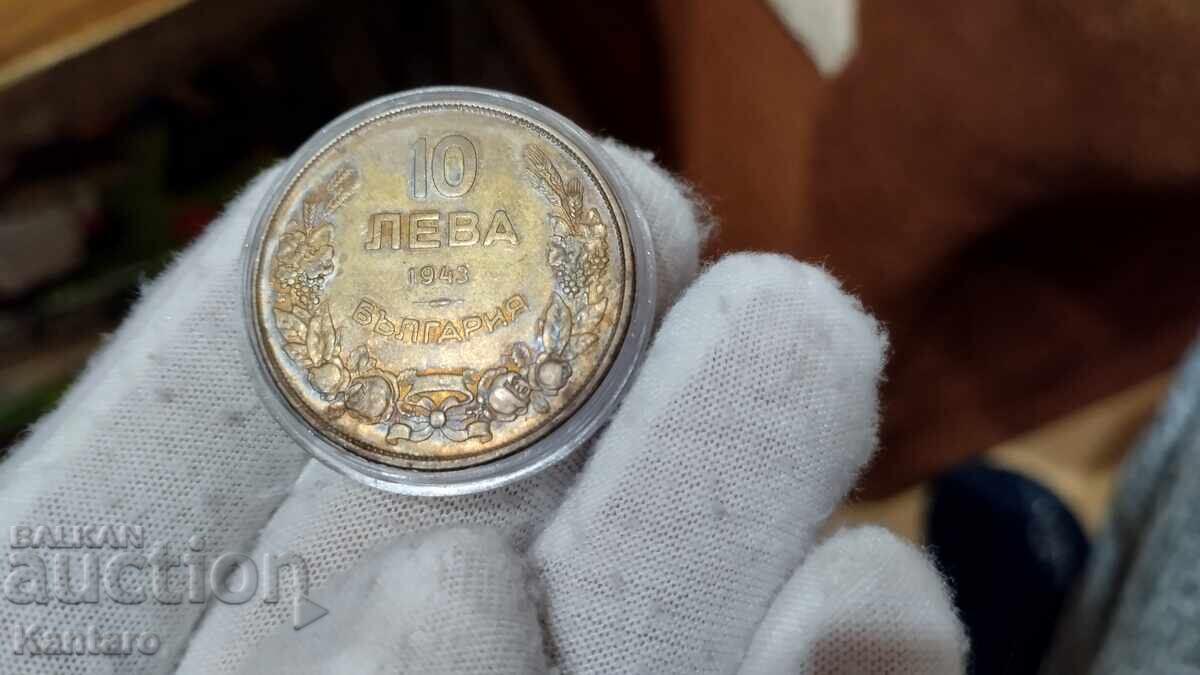 10
ЛЕВА
1943
БЪЛГАРИЯ
BALKAN
auction
Kantaro